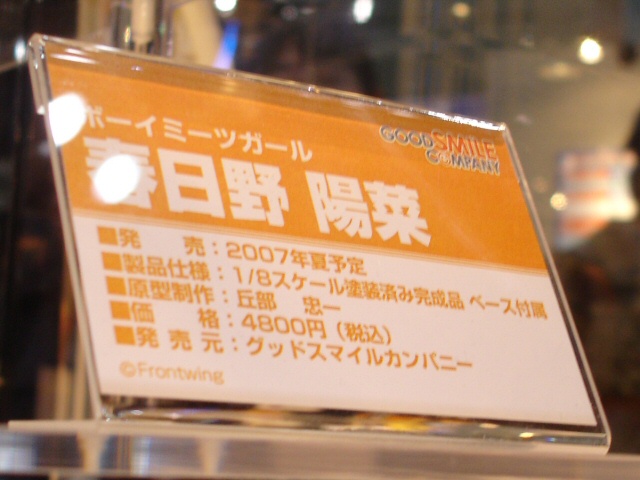 ボーイミーツガール
GOOD SMILE COMPANY
春日野 陽菜
■発 売：2007年夏予定
■製品仕様：1/8スケール塗装済み完成品 ベース付属
■原型制作：丘部 忠一
■価 格：4800円（税込）
■発 売 元：グッドスマイルカンパニー
©Frontwing